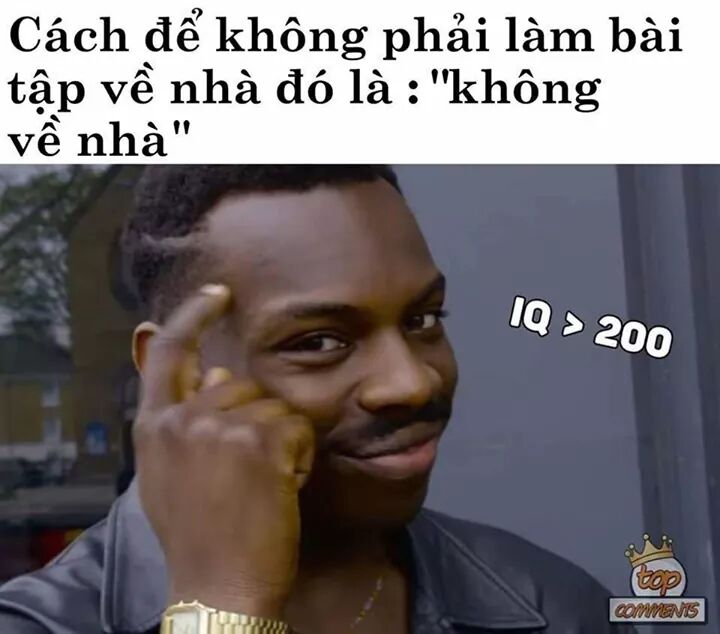 Cách để không phải làm bài
tập về nhà đó là : "không
về nhà"
IQ > 200
top
COMMENTS